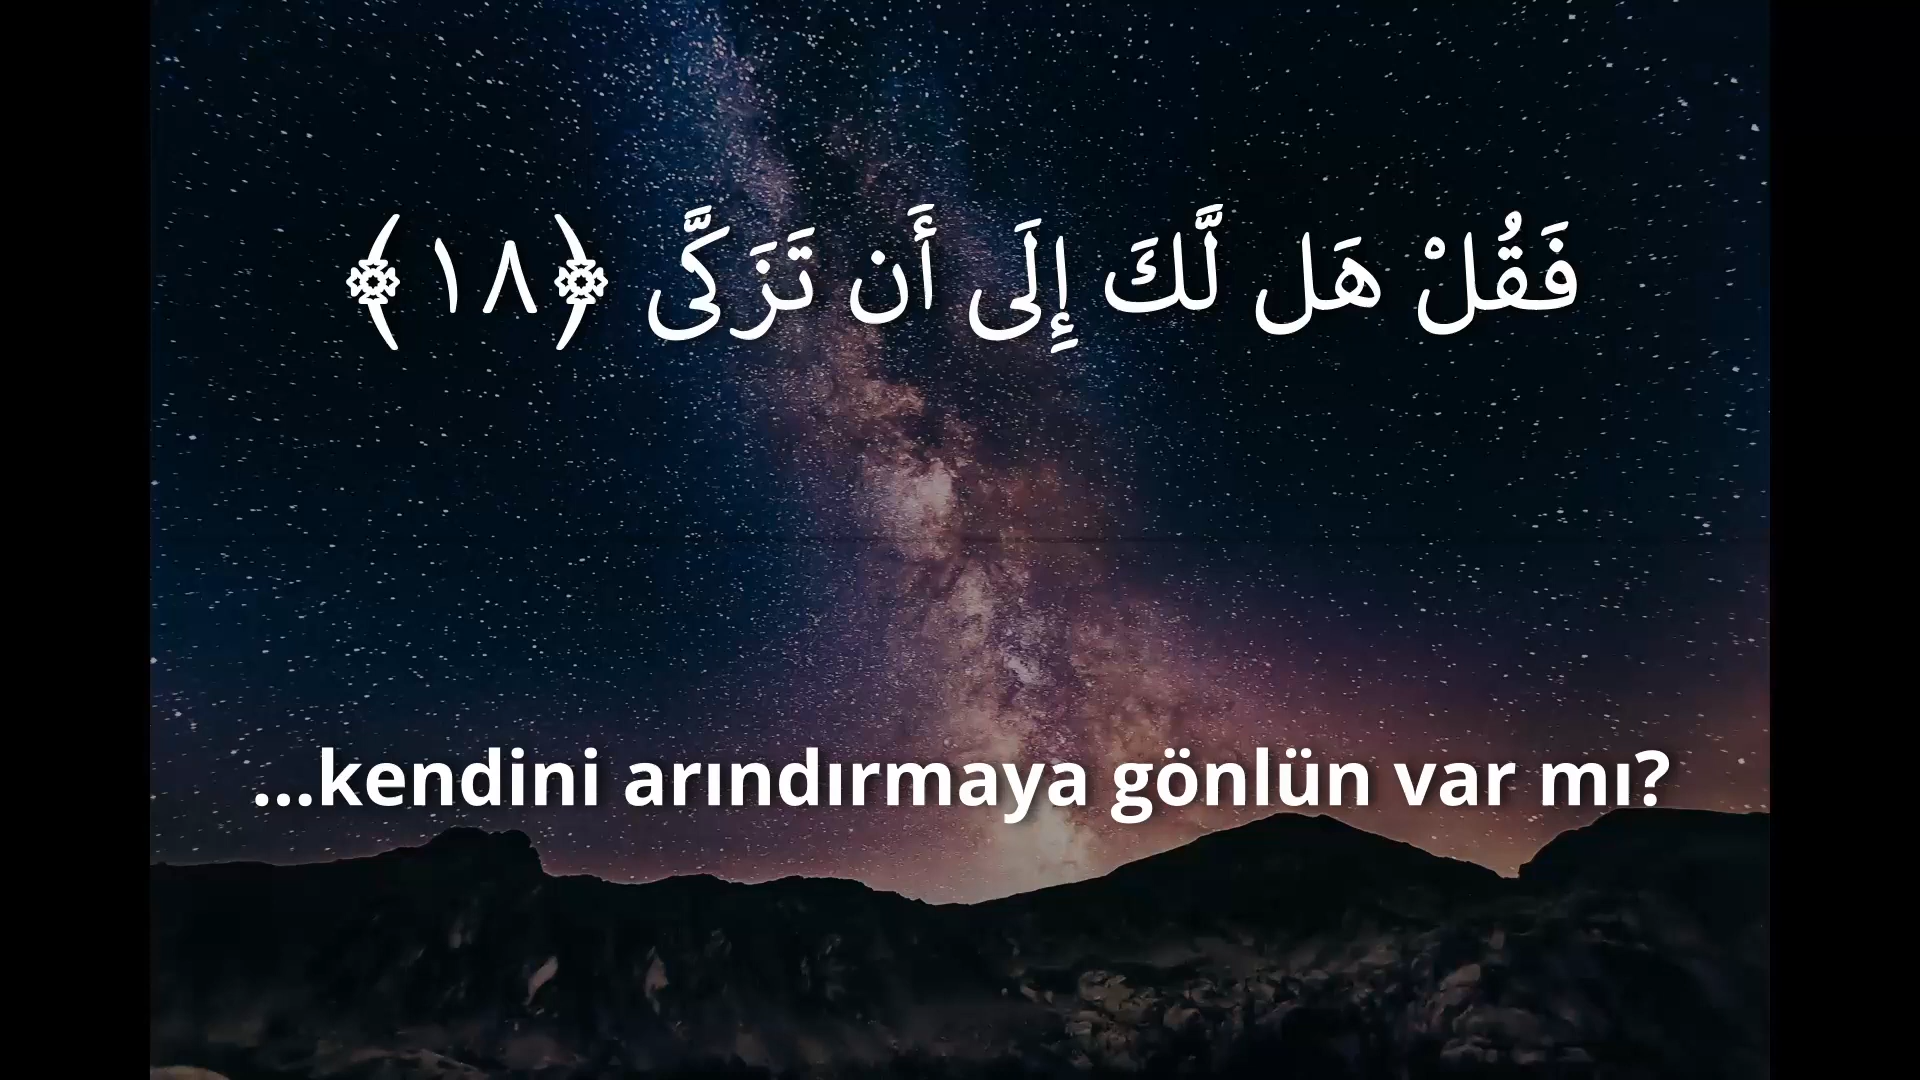 فَقُلْ هَل لَّكَ إِلَى أَن تَزَكَّى ﴿١٨﴾
...kendini arındırmaya gönlün var mı?